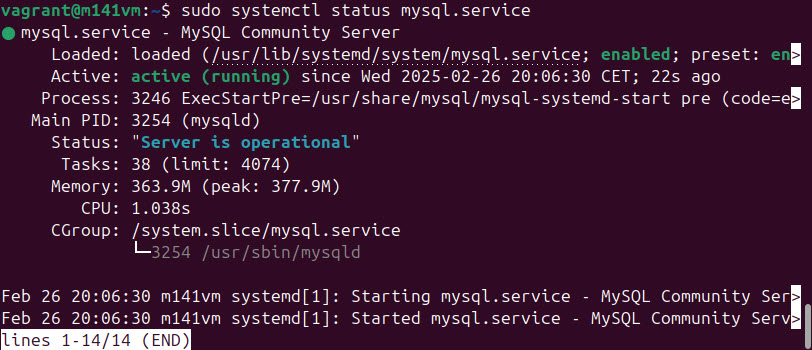 vagrant@m141vm:~$ sudo systemctl status mysql.service
● mysql.service - MySQL Community Server
     Loaded: loaded (/usr/lib/systemd/system/mysql.service; enabled; preset: en>
     Active: active (running) since Wed 2025-02-26 20:06:30 CET; 22s ago
    Process: 3246 ExecStartPre=/usr/share/mysql/mysql-systemd-start pre (code=e>
   Main PID: 3254 (mysqld)
     Status: "Server is operational"
      Tasks: 38 (limit: 4074)
     Memory: 363.9M (peak: 377.9M)
        CPU: 1.038s
     CGroup: /system.slice/mysql.service
             └─3254 /usr/sbin/mysqld

Feb 26 20:06:30 m141vm systemd[1]: Starting mysql.service - MySQL Community Ser>
Feb 26 20:06:30 m141vm systemd[1]: Started mysql.service - MySQL Community Serv>
lines 1-14/14 (END)